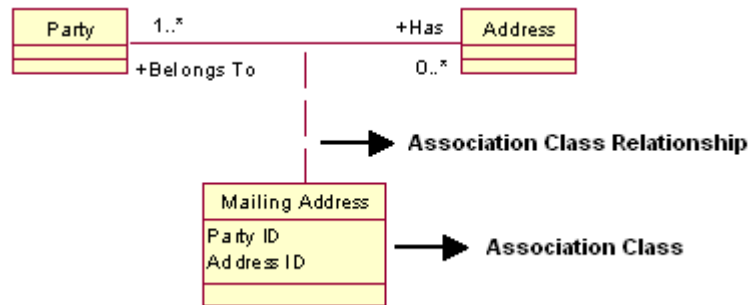 Party
1..*
+Has
Address
+Belongs To
0..*
Association Class Relationship
Mailing Address
Party ID
Address ID
Association Class